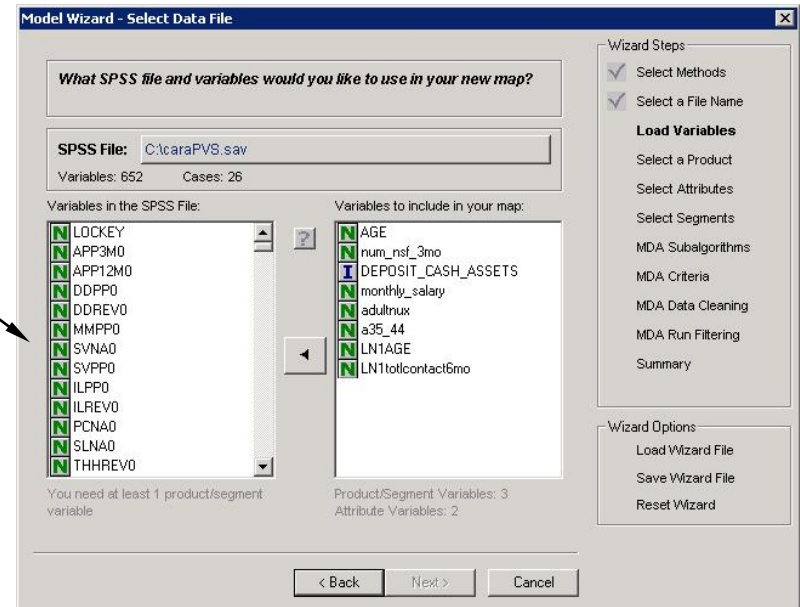 Model Wizard - Select Data File
What SPSS file and variables would you like to use in your new map?
SPSS File: C:\caraPVS.sav
Variables: 652 Cases: 26
Variables in the SPSS File:
N LOCKEY
N APP3M0
N APP12M0
N DDPP0
N DDREV0
N MMPP0
N SVNA0
N SVPP0
N ILPP0
N ILREV0
N PCNA0
N SLNA0
N THHREV0
You need at least 1 product/segment
variable
?
Variables to include in your map:
N AGE
N num_nsf_3mo
I DEPOSIT_CASH_ASSETS
N monthly_salary
N adultnux
N a35_44
N LN1AGE
N LN1totlcontact6mo
Product/Segment Variables: 3
Attribute Variables: 2
< Back Next > Cancel
Wizard Steps
Select Methods
Select a File Name
Load Variables
Select a Product
Select Attributes
Select Segments
MDA Subalgorithms
MDA Criteria
MDA Data Cleaning
MDA Run Filtering
Summary
Wizard Options
Load Wizard File
Save Wizard File
Reset Wizard